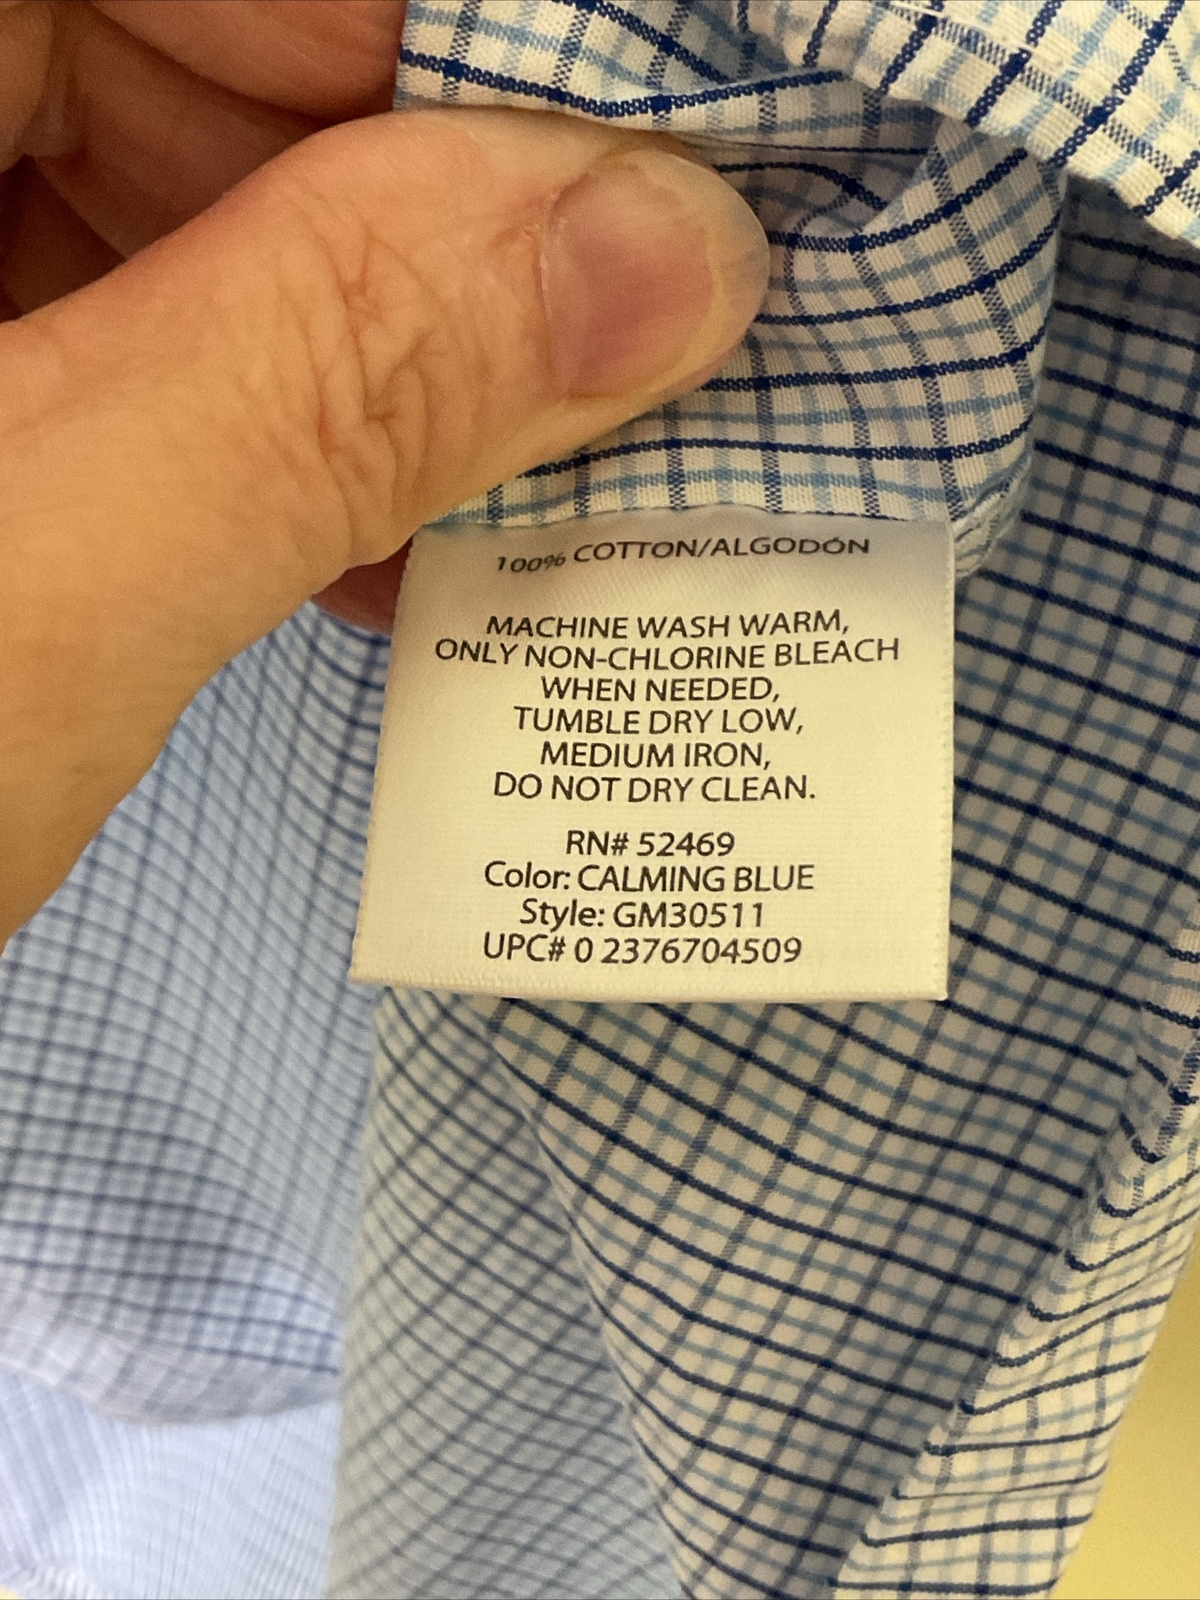 100% COTTON/ALGODÓN
MACHINE WASH WARM,
ONLY NON-CHLORINE BLEACH
WHEN NEEDED,
TUMBLE DRY LOW,
MEDIUM IRON,
DO NOT DRY CLEAN.
RN# 52469
Color: CALMING BLUE
Style: GM30511
UPC# 0 2376704509